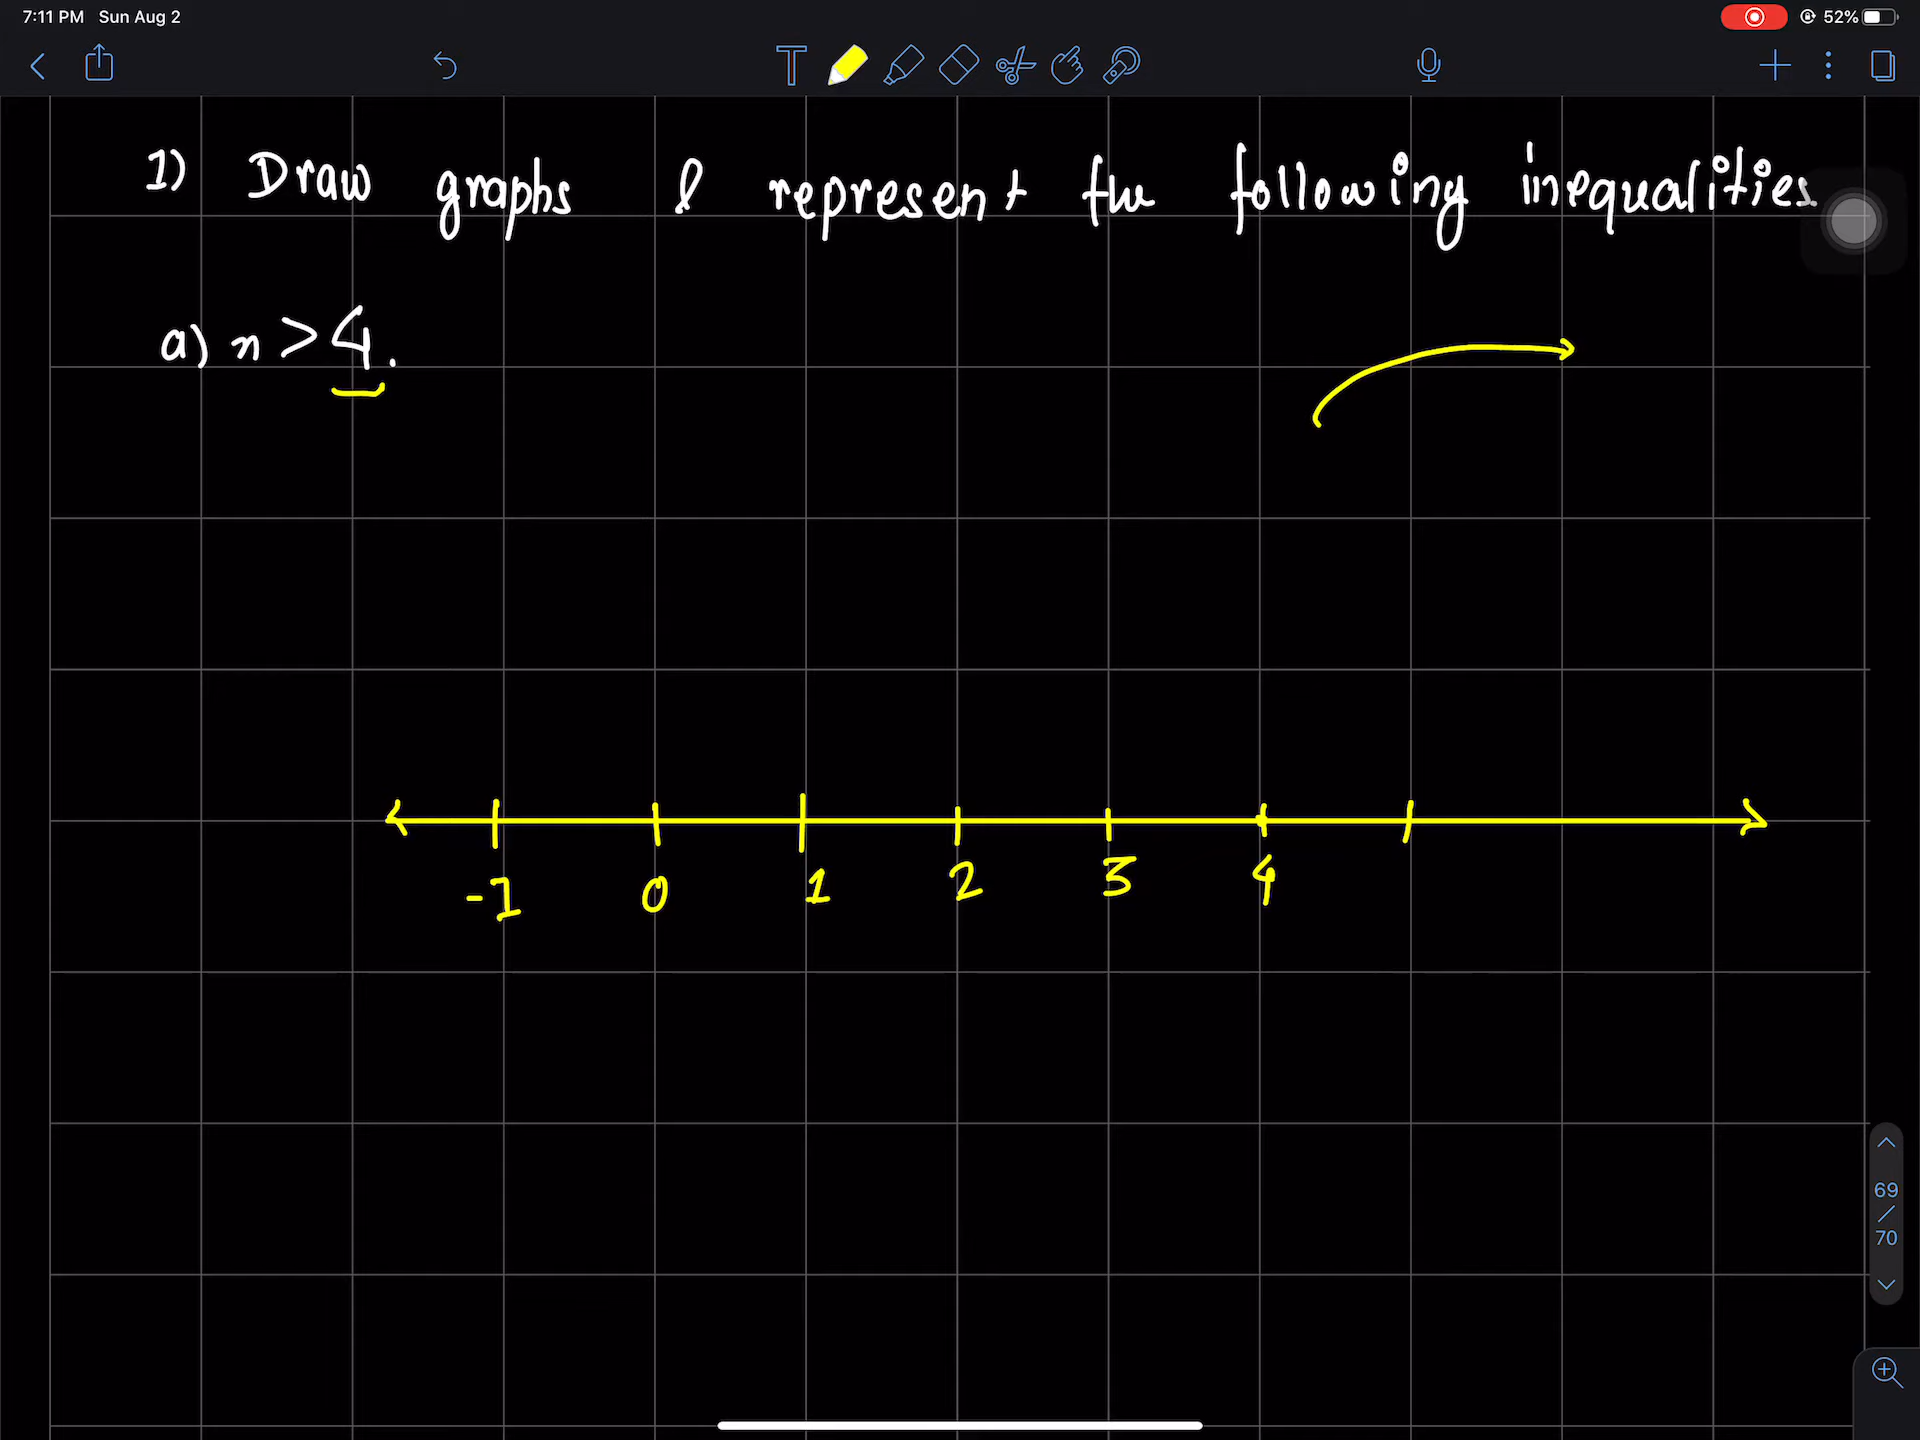 7:11 PM Sun Aug 2
52%
1) Draw graphs & represent the following inequalities.
a) n > 4.
-1 0 1 2 3 4
69
/
70